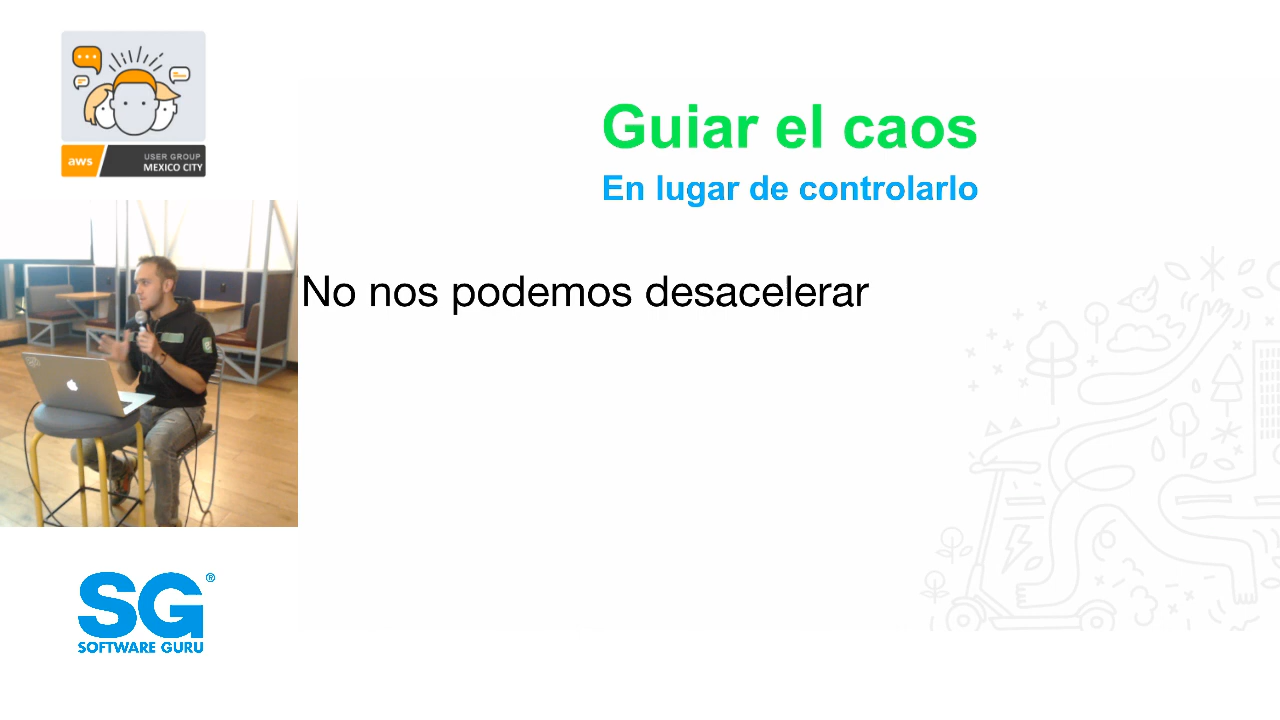 aws
USER GROUP
MEXICO CITY
Guiar el caos
En lugar de controlarlo
No nos podemos desacelerar
SG®
SOFTWARE GURU